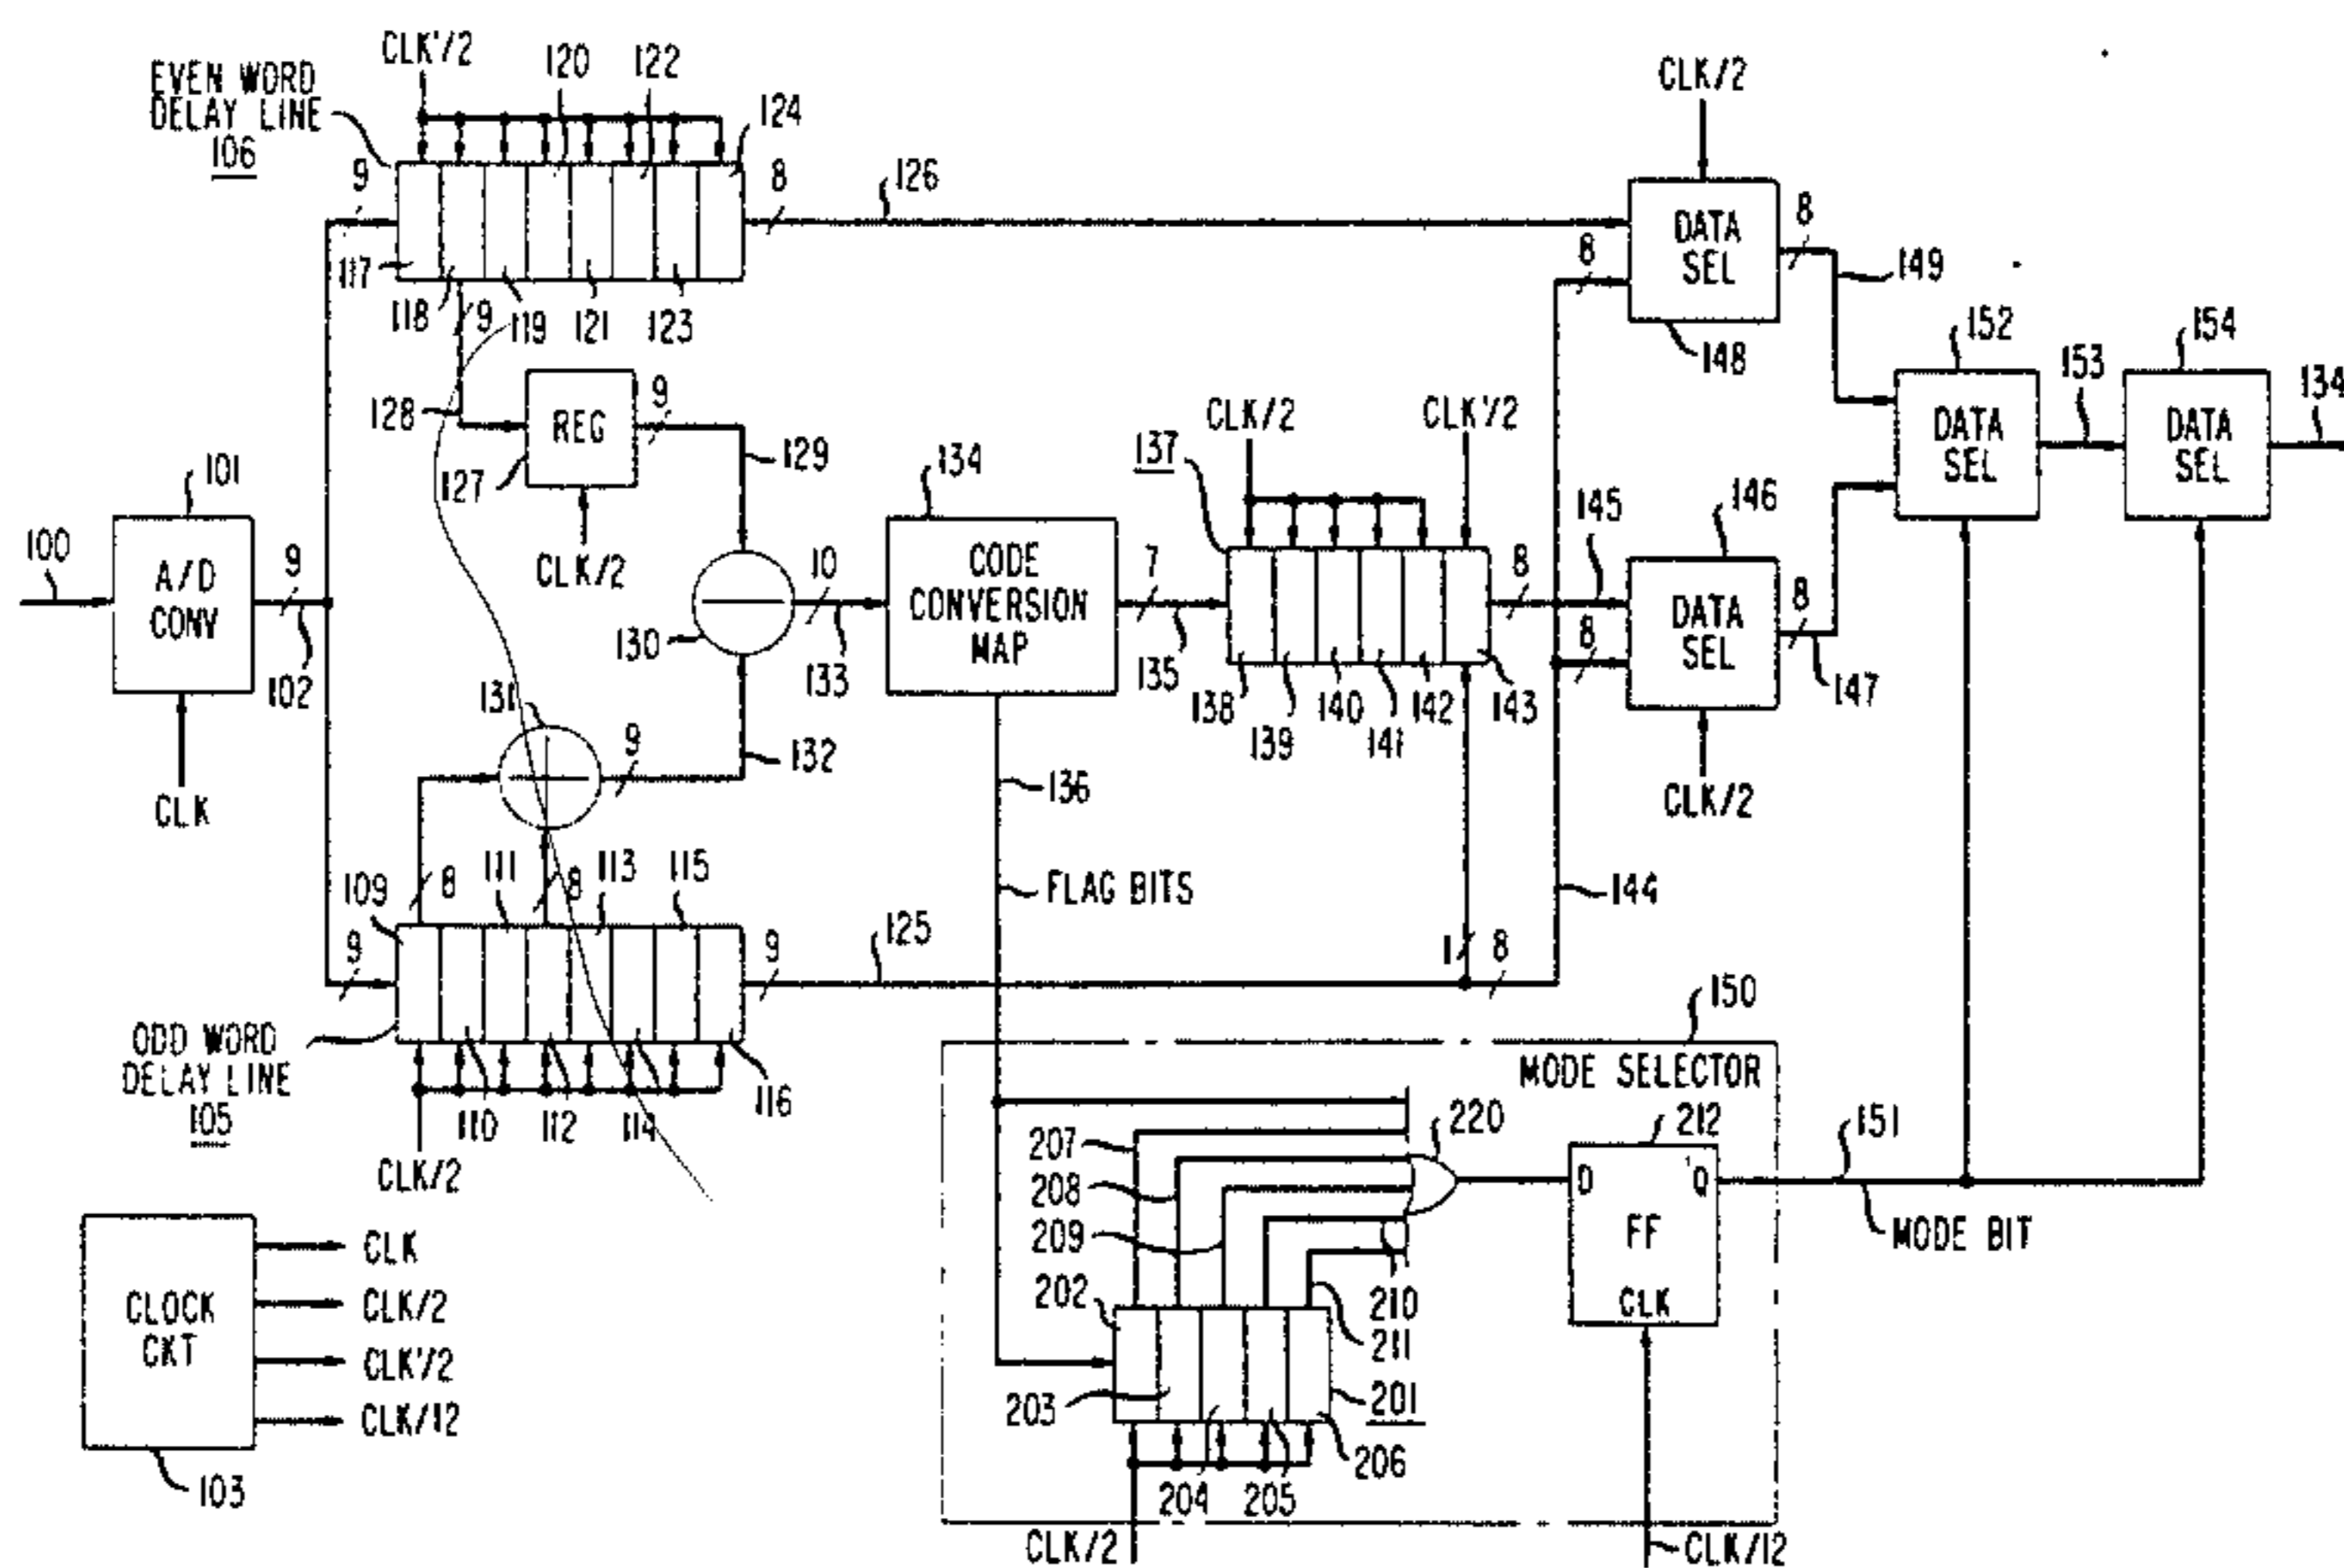 CLK'/2
120
122
EVEN WORD
DELAY LINE
106
124
CLK/2
9
8
126
117
118
9
119
121
123
8
DATA
SEL
8
149
148
152
154
128
REG
9
127
129
CLK/2
CLK/2
CLK'/2
153
134
DATA
SEL
DATA
SEL
101
100
A/D
CONV
9
102
CLK
130
10
133
134
CODE
CONVERSION
MAP
7
135
137
138
139
140
141
142
143
8
145
146
8
DATA
SEL
8
147
CLK/2
131
9
132
136
FLAG BITS
109
8
111
8
113
115
9
9
125
1
8
144
ODD WORD
DELAY LINE
105
110
112
114
116
CLK/2
150
MODE SELECTOR
207
208
209
220
212
D
Q
FF
CLK
151
MODE BIT
202
210
211
203
201
204
205
206
CLK/2
CLK/12
CLOCK
CKT
CLK
CLK/2
CLK'/2
CLK/12
103